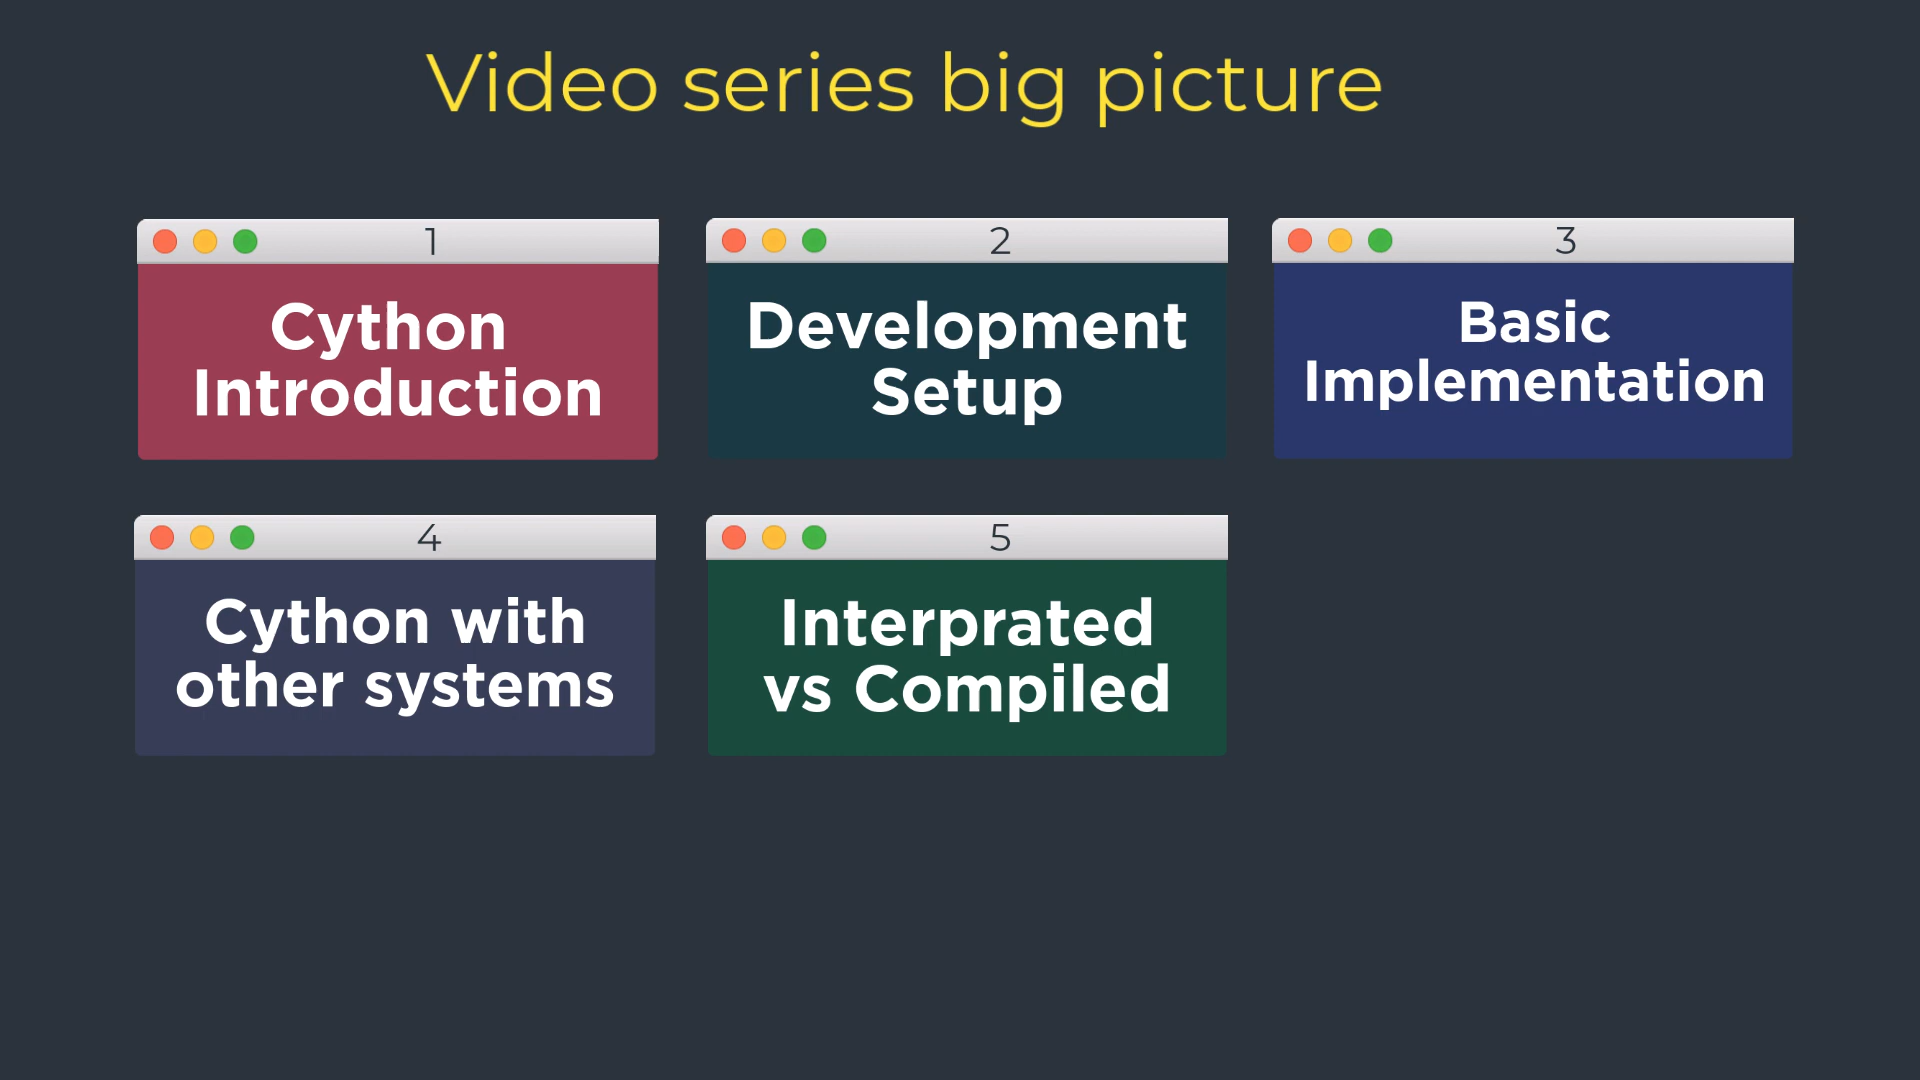 Video series big picture
1
Cython
Introduction
2
Development
Setup
3
Basic
Implementation
4
Cython with
other systems
5
Interprated
vs Compiled